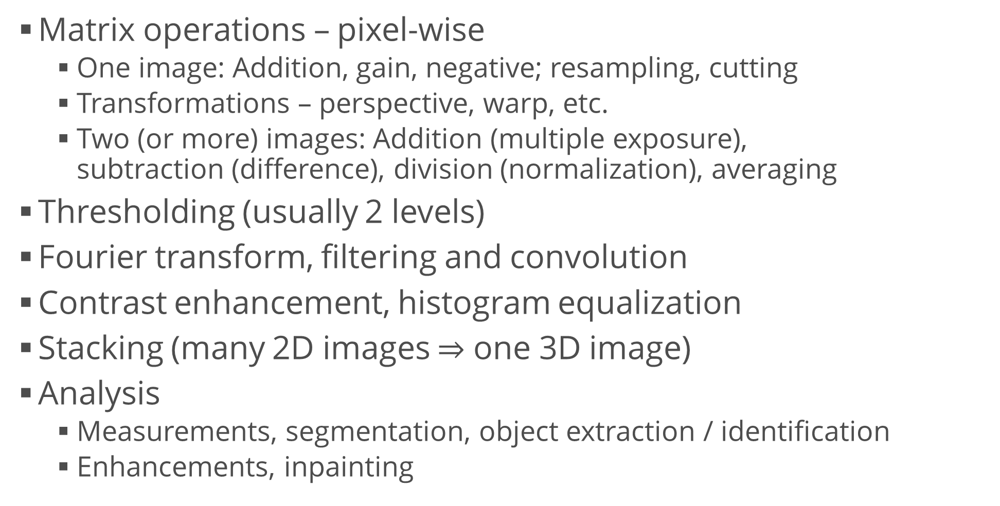 ▪ Matrix operations – pixel-wise
▪ One image: Addition, gain, negative; resampling, cutting
▪ Transformations – perspective, warp, etc.
▪ Two (or more) images: Addition (multiple exposure),
subtraction (difference), division (normalization), averaging
▪ Thresholding (usually 2 levels)
▪ Fourier transform, filtering and convolution
▪ Contrast enhancement, histogram equalization
▪ Stacking (many 2D images ⇒ one 3D image)
▪ Analysis
▪ Measurements, segmentation, object extraction / identification
▪ Enhancements, inpainting